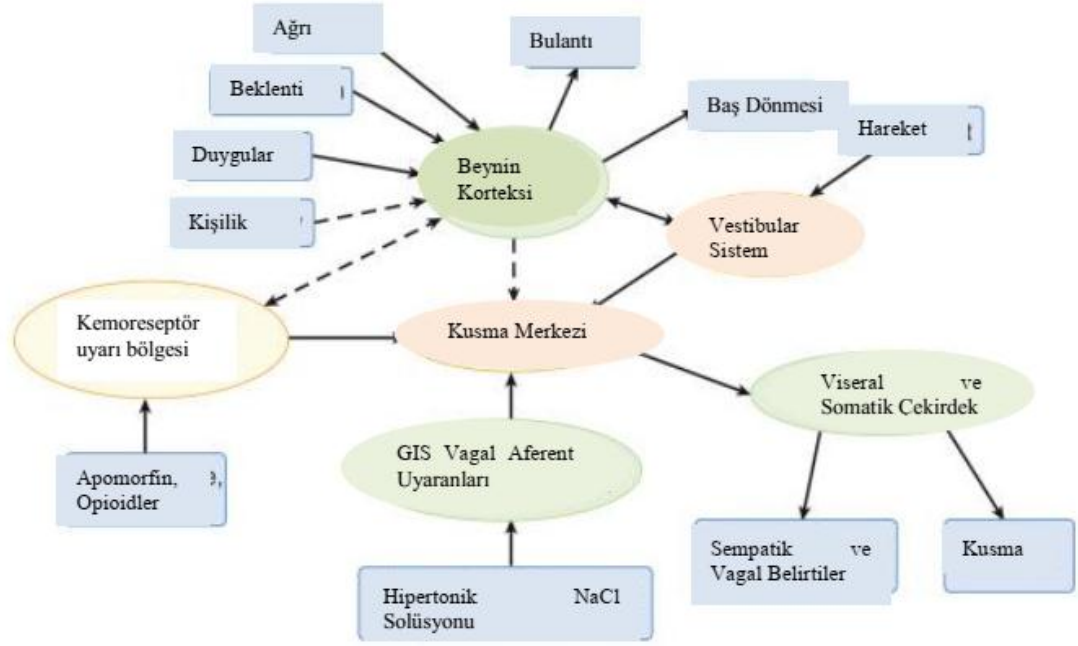 Ağrı
Bulantı
Beklenti
Baş Dönmesi
Hareket
Duygular
Beynin
Korteksi
Kişilik
Vestibular
Sistem
Kemoreseptör
uyarı bölgesi
Kusma Merkezi
Viseral ve
Somatik Çekirdek
GIS Vagal Aferent
Uyaranları
Apomorfin,
Opioidler
Sempatik ve
Vagal Belirtiler
Kusma
Hipertonik NaCl
Solüsyonu